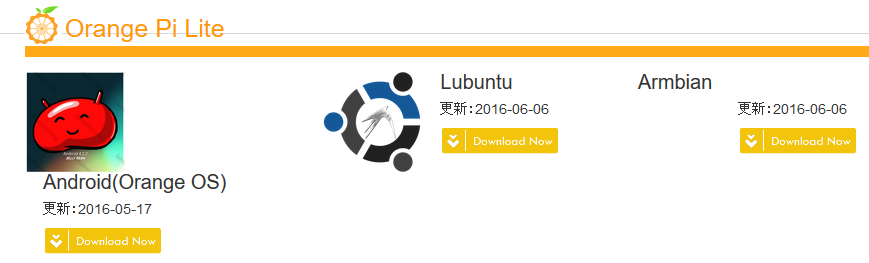 Orange Pi Lite
Android 4.2.2
JELLY BEAN
Android(Orange OS)
更新:2016-05-17
Download Now
Lubuntu
更新:2016-06-06
Download Now
Armbian
更新:2016-06-06
Download Now